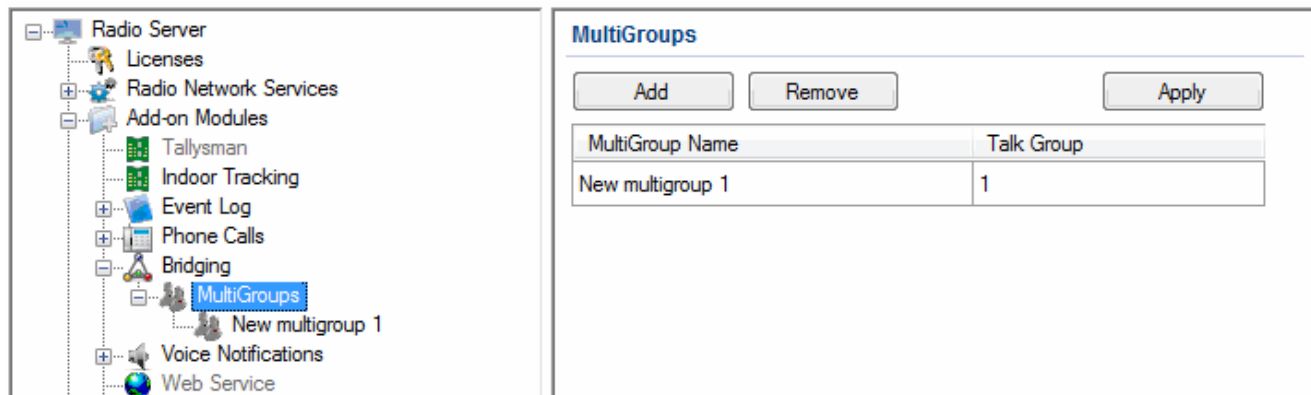 Radio Server
Licenses
Radio Network Services
Add-on Modules
Tallysman
Indoor Tracking
Event Log
Phone Calls
Bridging
MultiGroups
New multigroup 1
Voice Notifications
Web Service
MultiGroups
Add Remove Apply
MultiGroup Name Talk Group
New multigroup 1 1